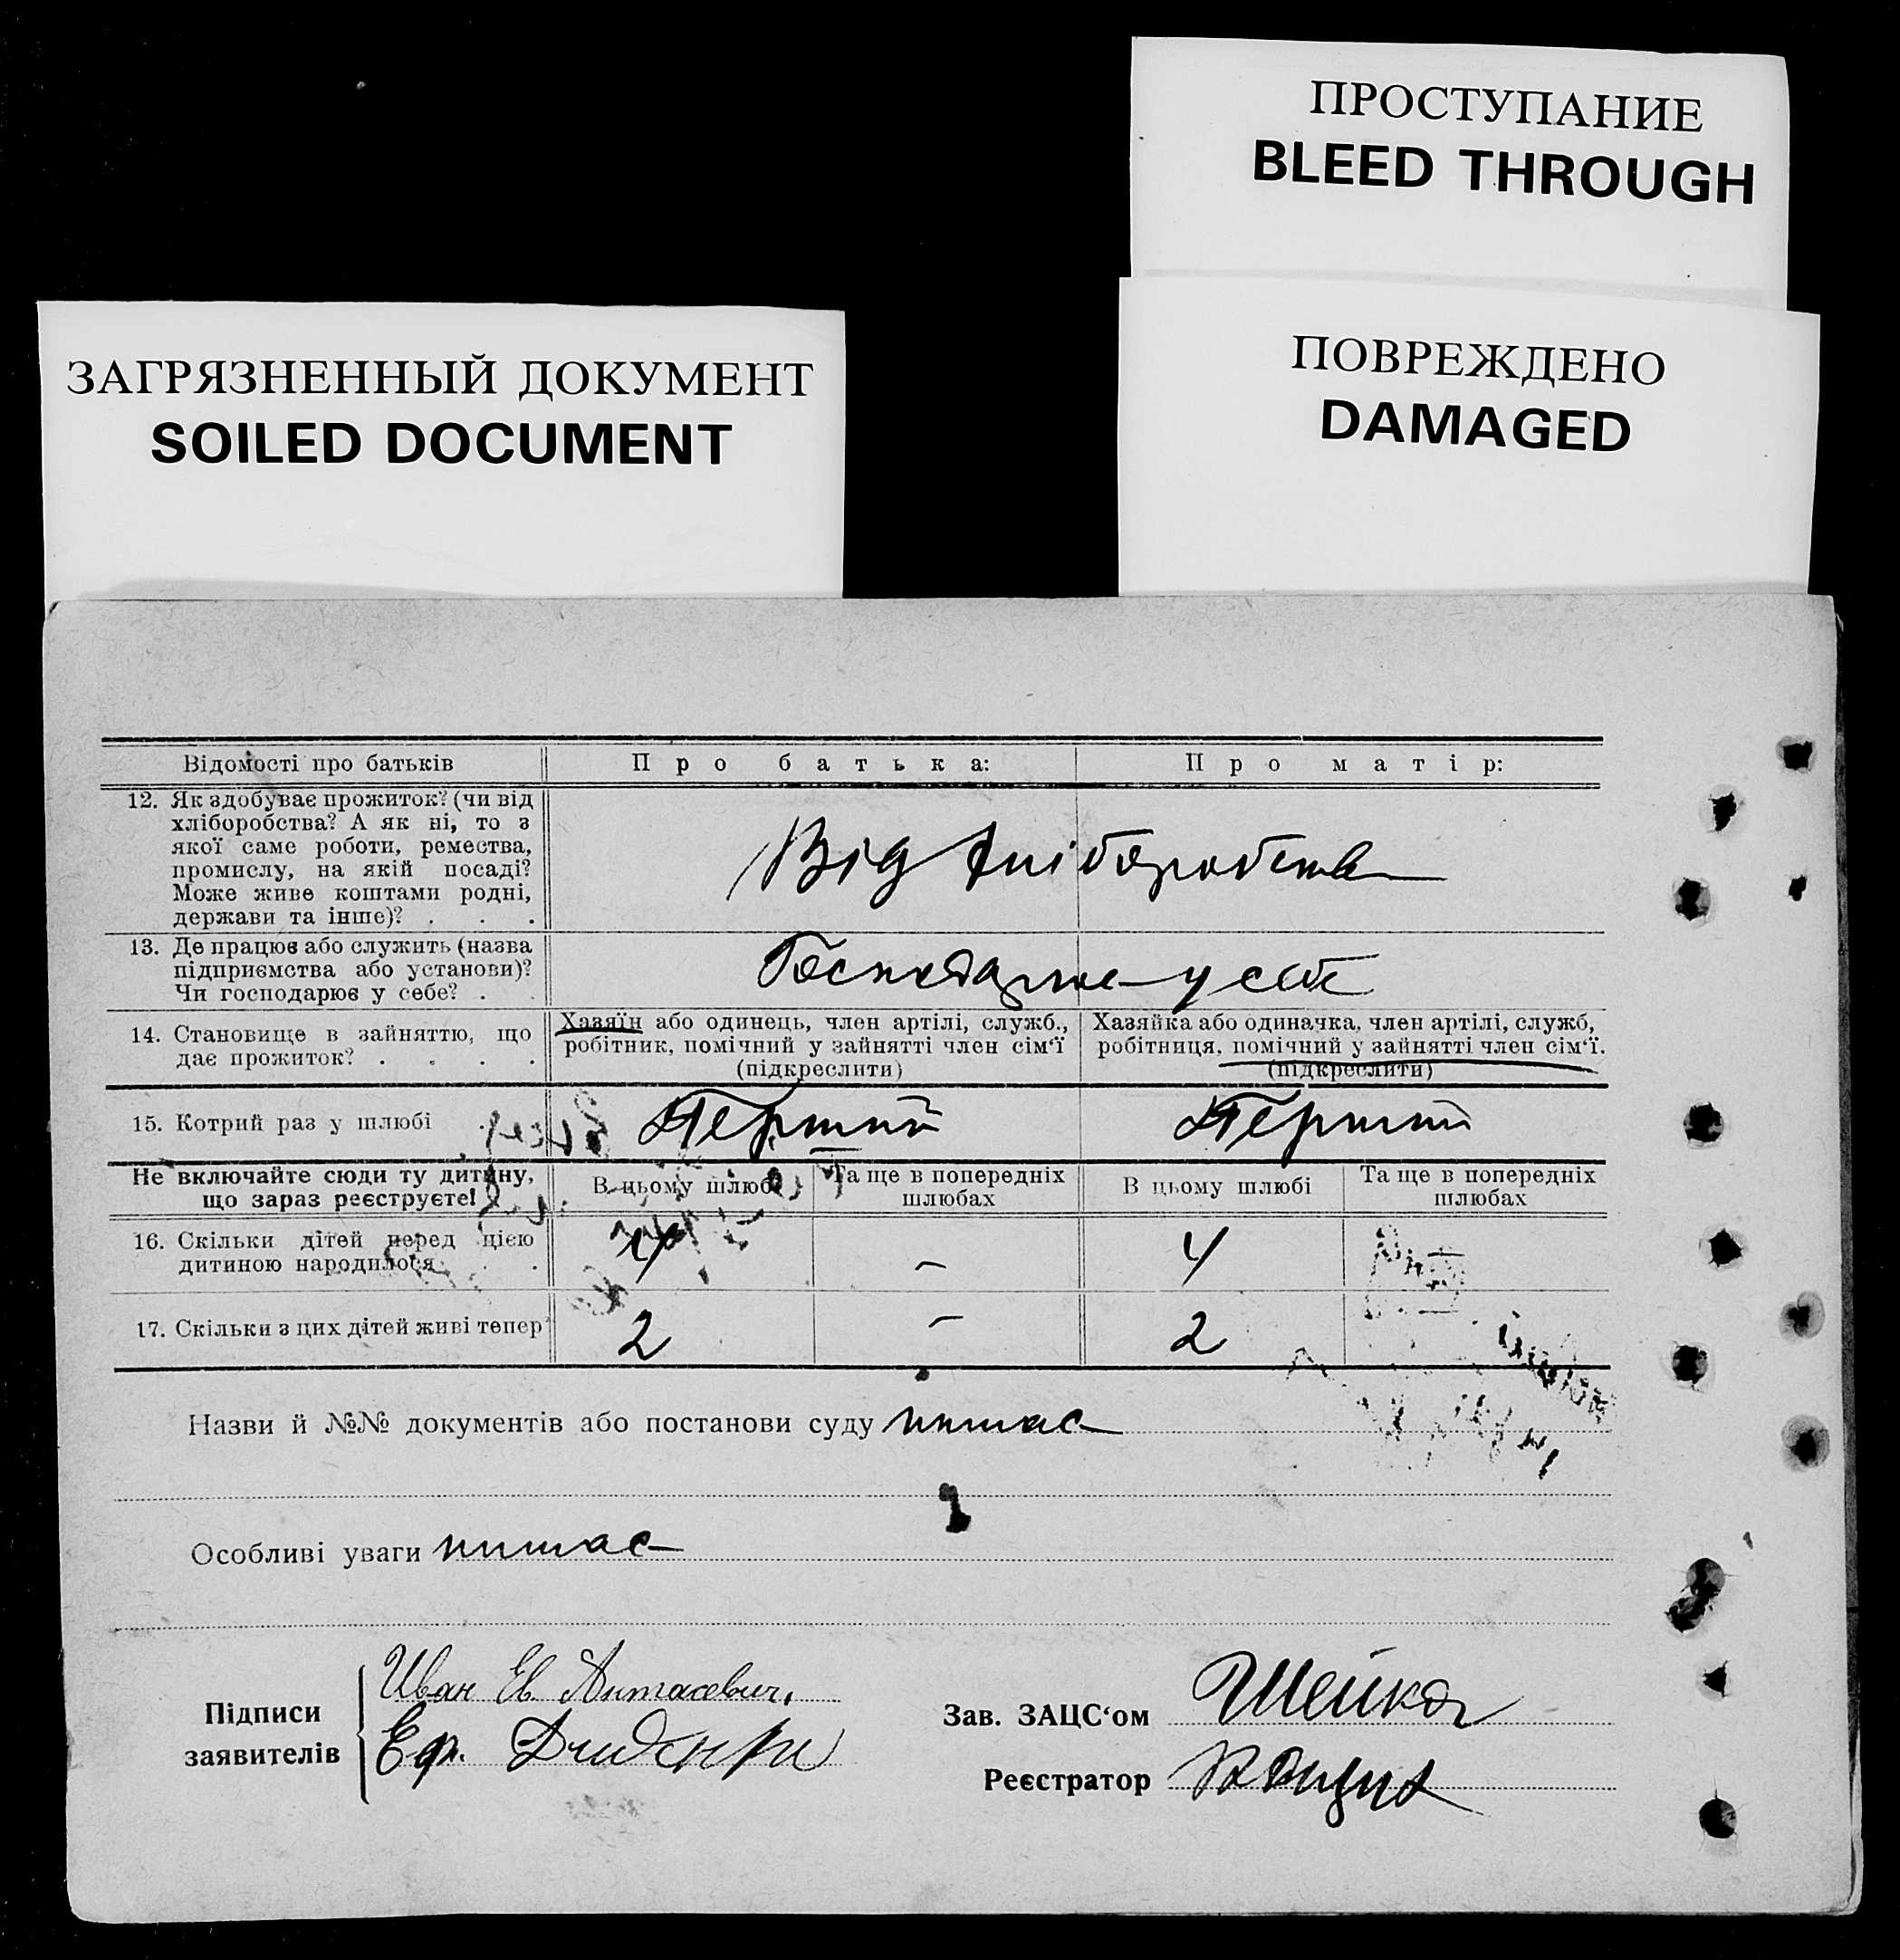 ПРОСТУПАНИЕ
BLEED THROUGH
ПОВРЕЖДЕНО
DAMAGED
ЗАГРЯЗНЕННЫЙ ДОКУМЕНТ
SOILED DOCUMENT
Відомості про батьків Про батька: Про матір:
12. Як здобуває прожиток? (чи від
хліборобства? А як ні, то з
якої саме роботи, ремества,
промислу, на якій посаді?
Може живе коштами родні,
держави та інше)? . . .
Від хліборобства
13. Де працює або служить (назва
підприємства або установи)?
Чи господарює у себе? . .
Господарює у себе
14. Становище в зайняттю, що
дає прожиток? . . . .
Хазяїн або одинець, член артілі, служб.,
робітник, помічний у зайнятті член сім'ї
(підкреслити)
Хазяйка або одиначка, член артілі, служб,
робітниця, помічний у зайнятті член сім'ї.
(підкреслити)
15. Котрий раз у шлюбі Перший Перший
Не включайте сюди ту дитину,
що зараз реєструєте!
В цьому шлюбі Та ще в попередніх
шлюбах
В цьому шлюбі Та ще в попередніх
шлюбах
16. Скільки дітей перед цією
дитиною народилося . .
4 – 4
17. Скільки з цих дітей живі тепер 2 – 2
Назви й №№ документів або постанови суду немає
Особливі уваги немає
Підписи
заявителів
Иван Ев.
Еф.
Зав. ЗАЦС'ом Шейко
Реєстратор